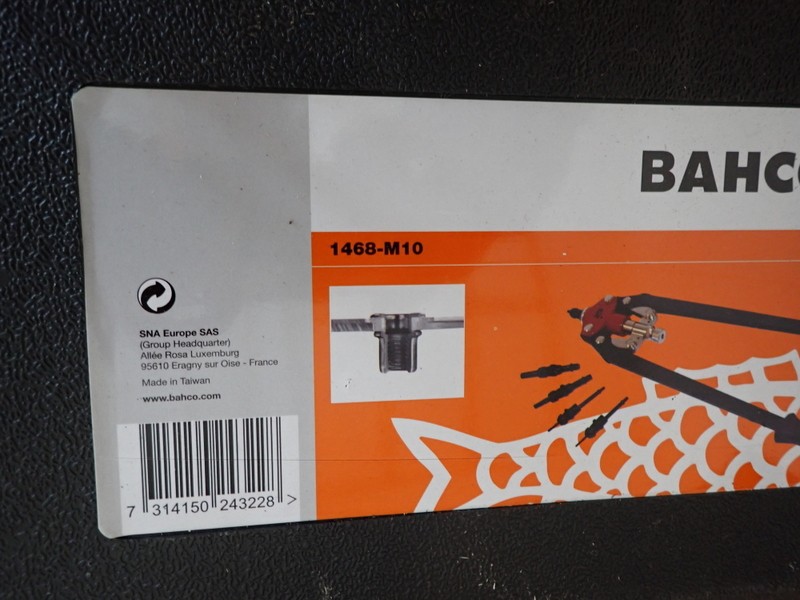 BAHCO
1468-M10
SNA Europe SAS
(Group Headquarter)
Allée Rosa Luxemburg
95610 Eragny sur Oise - France
Made in Taiwan
www.bahco.com
7 314150 243228 >